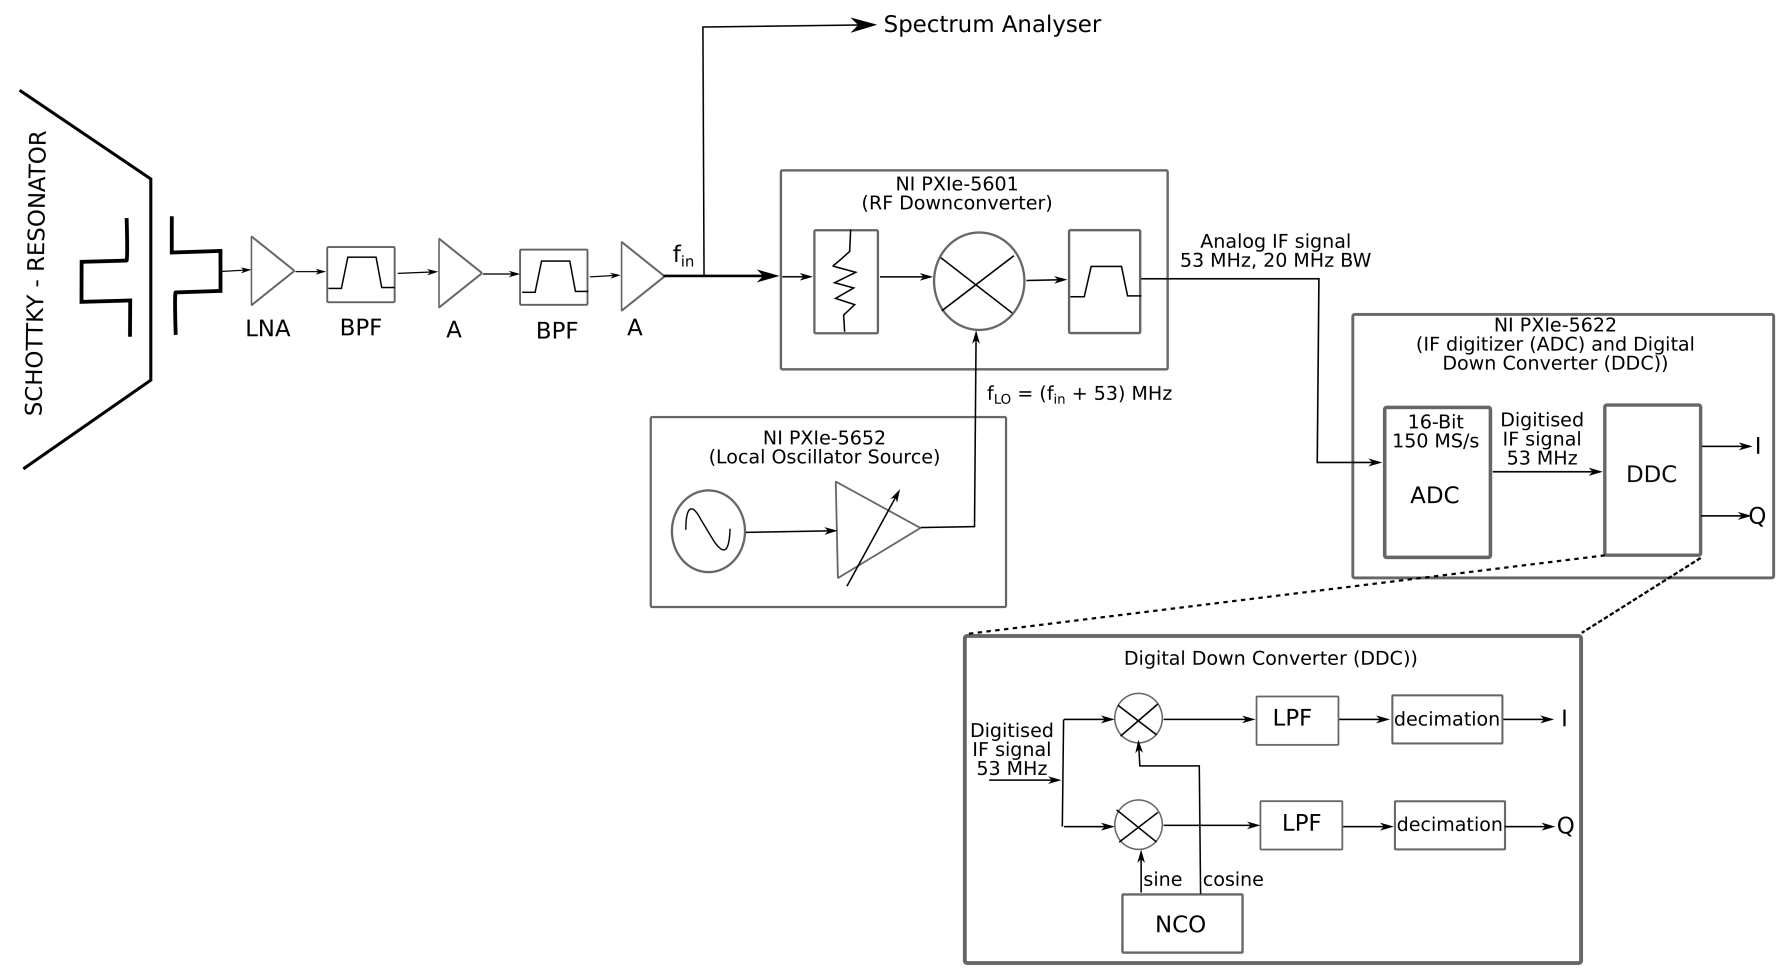 Spectrum Analyser
SCHOTTKY - RESONATOR
LNA
BPF
A
BPF
A
fin
NI PXIe-5601
(RF Downconverter)
Analog IF signal
53 MHz, 20 MHz BW
fLO = (fin + 53) MHz
NI PXIe-5652
(Local Oscillator Source)
NI PXIe-5622
(IF digitizer (ADC) and Digital
Down Converter (DDC))
16-Bit
150 MS/s
ADC
Digitised
IF signal
53 MHz
DDC
I
Q
Digital Down Converter (DDC))
Digitised
IF signal
53 MHz
LPF
decimation
I
LPF
decimation
Q
sine
cosine
NCO